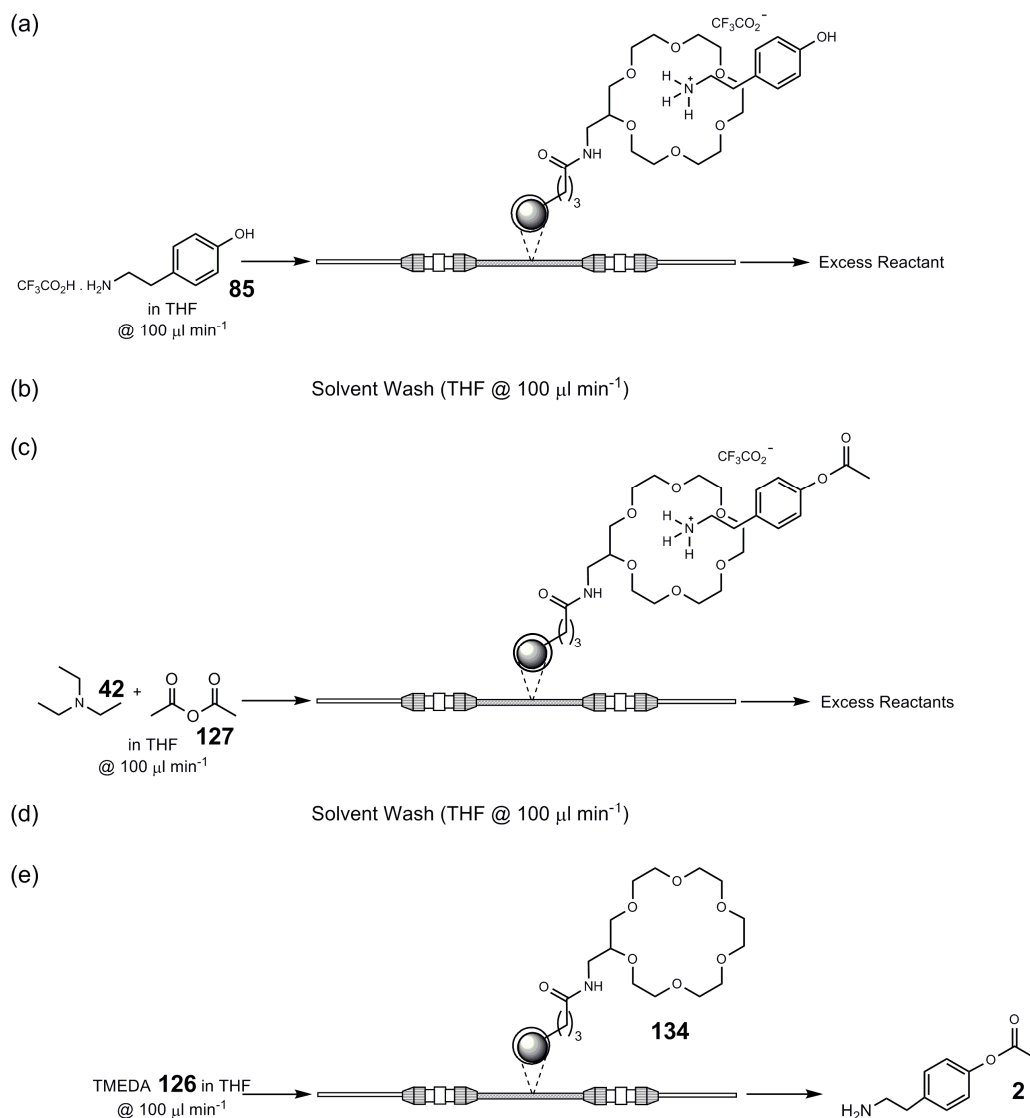 (a)
CF₃CO₂⁻
OH
O
O
O
H
H
N⁺
H
O
O
O
O
NH
3
OH
CF₃CO₂H . H₂N
85
in THF
@ 100 µl min⁻¹
Excess Reactant
(b)
Solvent Wash (THF @ 100 µl min⁻¹)
(c)
O
CF₃CO₂⁻
O
O
O
O
H
H
N⁺
H
O
O
O
O
NH
3
N
42
+
O
O
O
127
in THF
@ 100 µl min⁻¹
Excess Reactants
(d)
Solvent Wash (THF @ 100 µl min⁻¹)
(e)
O
O
O
O
O
O
O
NH
3
134
TMEDA 126 in THF
@ 100 µl min⁻¹
O
O
2
H₂N